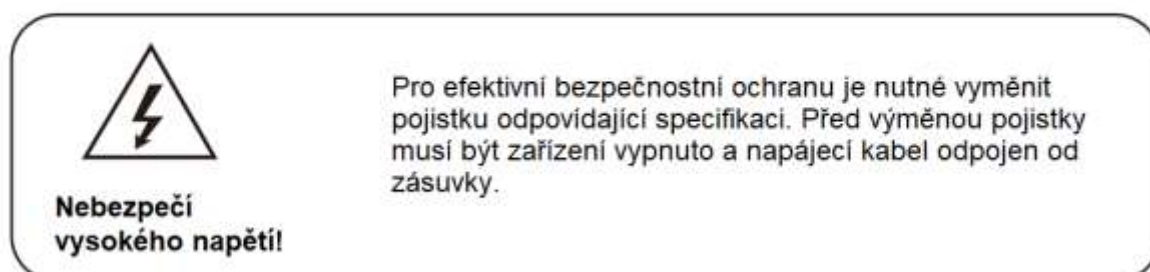 Pro efektivní bezpečnostní ochranu je nutné vyměnit
pojistku odpovídající specifikaci. Před výměnou pojistky
musí být zařízení vypnuto a napájecí kabel odpojen od
zásuvky.
Nebezpečí
vysokého napětí!